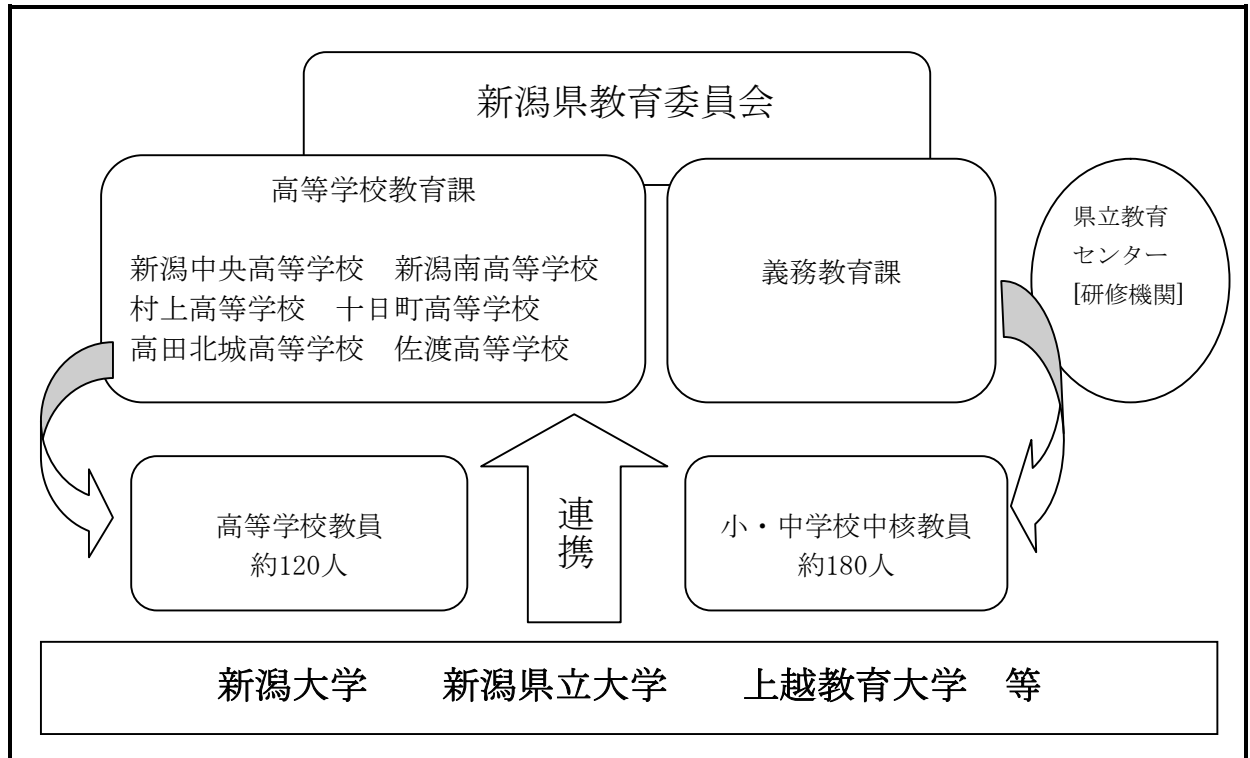 新潟県教育委員会
高等学校教育課
新潟中央高等学校　新潟南高等学校
村上高等学校　十日町高等学校
高田北城高等学校　佐渡高等学校
義務教育課
県立教育
センター
[研修機関]
高等学校教員
約120人
連携
小・中学校中核教員
約180人
新潟大学　　新潟県立大学　　上越教育大学　等